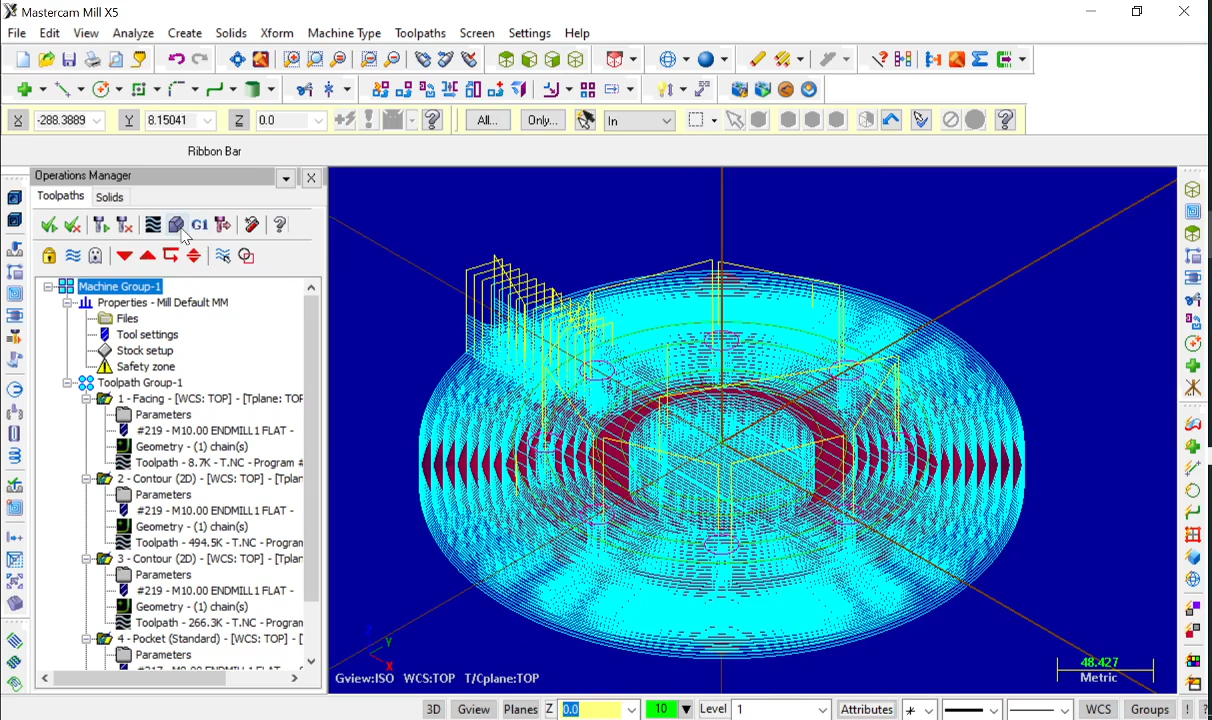 Mastercam Mill X5
File Edit View Analyze Create Solids Xform Machine Type Toolpaths Screen Settings Help
X -288.3889 Y 8.15041 Z 0.0 All... Only... In
Ribbon Bar
Operations Manager
Toolpaths Solids
G1
Machine Group-1
Properties - Mill Default MM
Files
Tool settings
Stock setup
Safety zone
Toolpath Group-1
1 - Facing - [WCS: TOP] - [Tplane: TOP
Parameters
#219 - M10.00 ENDMILL1 FLAT -
Geometry - (1) chain(s)
Toolpath - 8.7K - T.NC - Program #
2 - Contour (2D) - [WCS: TOP] - [Tplan
Parameters
#219 - M10.00 ENDMILL1 FLAT -
Geometry - (1) chain(s)
Toolpath - 494.5K - T.NC - Program
3 - Contour (2D) - [WCS: TOP] - [Tplan
Parameters
#219 - M10.00 ENDMILL1 FLAT -
Geometry - (1) chain(s)
Toolpath - 266.3K - T.NC - Program
4 - Pocket (Standard) - [WCS: TOP] - [
Parameters
Z
Y
X
Gview:ISO WCS:TOP T/Cplane:TOP
48.427
Metric
3D Gview Planes Z 0.0 10 Level 1 Attributes WCS Groups ! ?